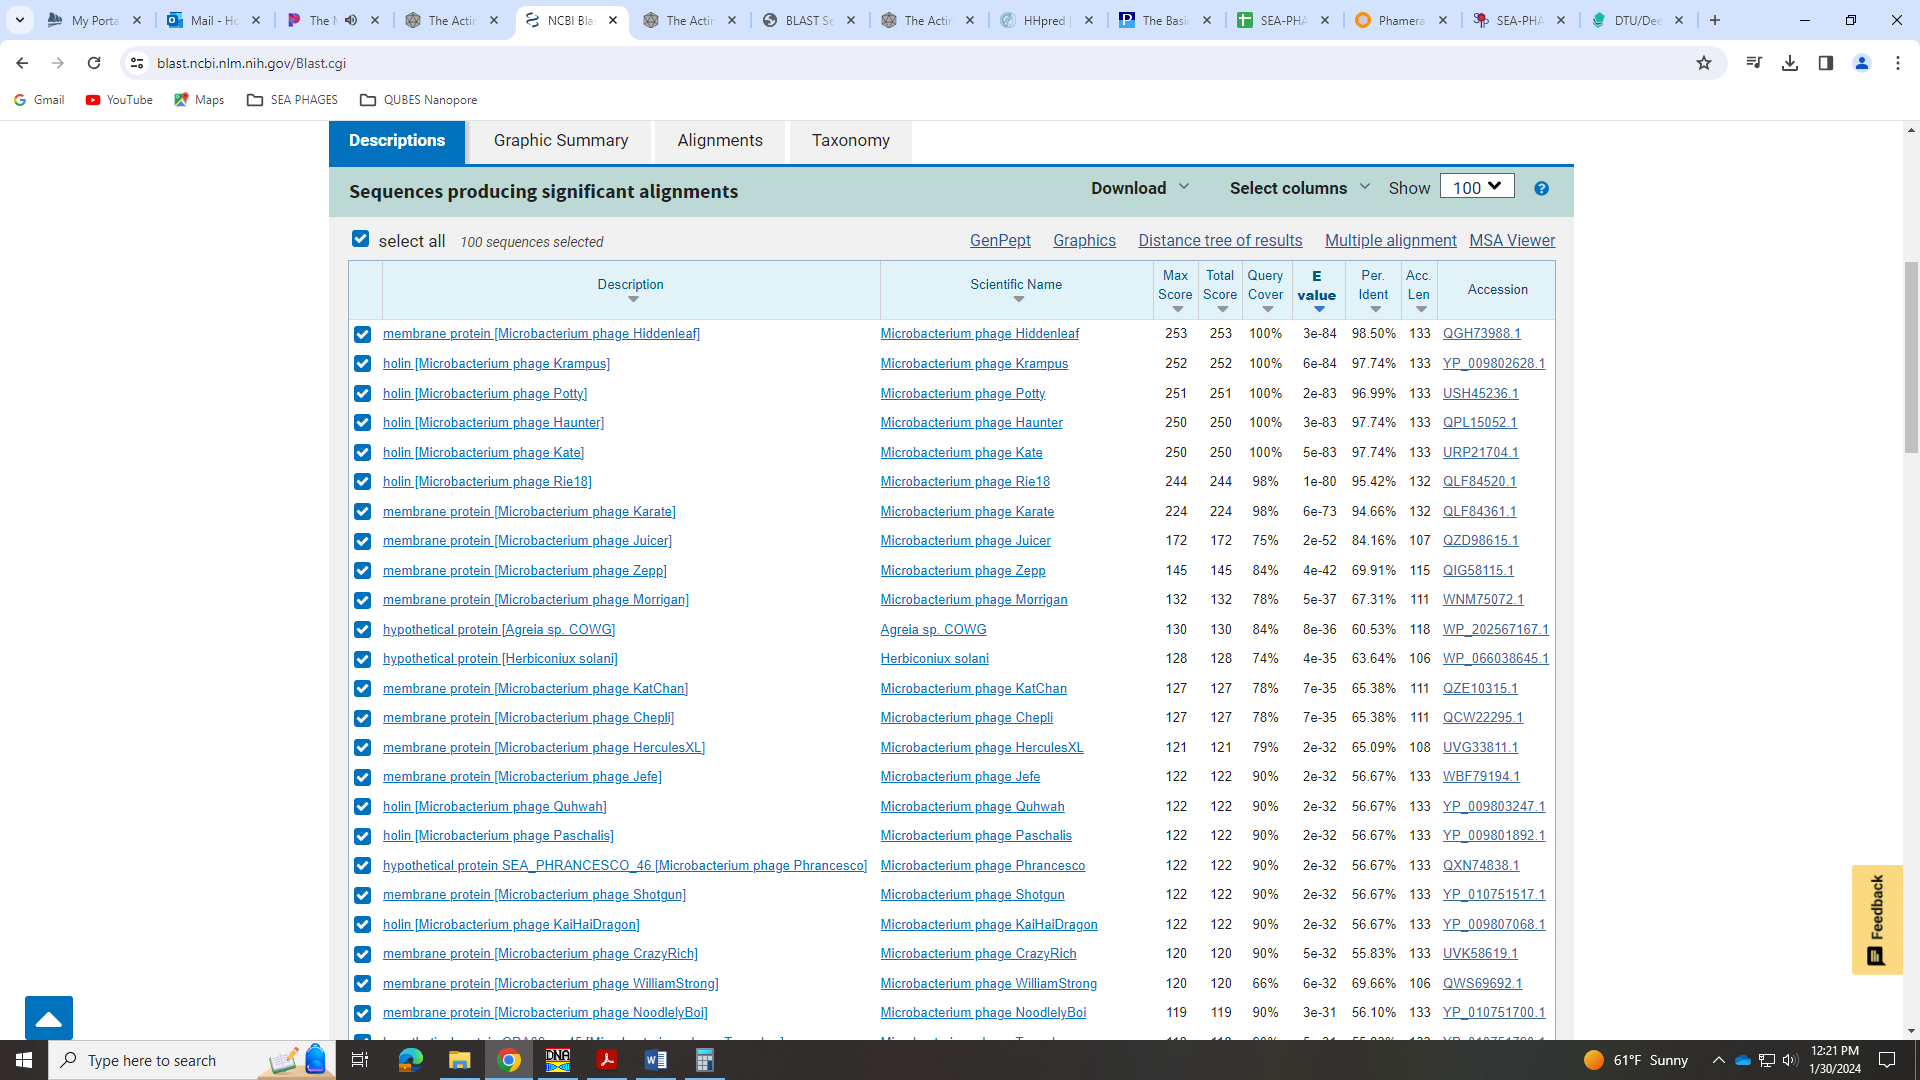 My Porta
Mail - Ho
The M
The Actin
NCBI Blas
The Actin
BLAST Se
The Actin
HHpred |
The Basic
SEA-PHA
Phamera
SEA-PHA
DTU/Dee
blast.ncbi.nlm.nih.gov/Blast.cgi
Gmail YouTube Maps SEA PHAGES QUBES Nanopore
Descriptions Graphic Summary Alignments Taxonomy
Sequences producing significant alignments Download Select columns Show 100 ?
select all 100 sequences selected GenPept Graphics Distance tree of results Multiple alignment MSA Viewer
Description Scientific Name Max Score Total Score Query Cover E value Per. Ident Acc. Len Accession
membrane protein [Microbacterium phage Hiddenleaf] Microbacterium phage Hiddenleaf 253 253 100% 3e-84 98.50% 133 QGH73988.1
holin [Microbacterium phage Krampus] Microbacterium phage Krampus 252 252 100% 6e-84 97.74% 133 YP_009802628.1
holin [Microbacterium phage Potty] Microbacterium phage Potty 251 251 100% 2e-83 96.99% 133 USH45236.1
holin [Microbacterium phage Haunter] Microbacterium phage Haunter 250 250 100% 3e-83 97.74% 133 QPL15052.1
holin [Microbacterium phage Kate] Microbacterium phage Kate 250 250 100% 5e-83 97.74% 133 URP21704.1
holin [Microbacterium phage Rie18] Microbacterium phage Rie18 244 244 98% 1e-80 95.42% 132 QLF84520.1
membrane protein [Microbacterium phage Karate] Microbacterium phage Karate 224 224 98% 6e-73 94.66% 132 QLF84361.1
membrane protein [Microbacterium phage Juicer] Microbacterium phage Juicer 172 172 75% 2e-52 84.16% 107 QZD98615.1
membrane protein [Microbacterium phage Zepp] Microbacterium phage Zepp 145 145 84% 4e-42 69.91% 115 QIG58115.1
membrane protein [Microbacterium phage Morrigan] Microbacterium phage Morrigan 132 132 78% 5e-37 67.31% 111 WNM75072.1
hypothetical protein [Agreia sp. COWG] Agreia sp. COWG 130 130 84% 8e-36 60.53% 118 WP_202567167.1
hypothetical protein [Herbiconiux solani] Herbiconiux solani 128 128 74% 4e-35 63.64% 106 WP_066038645.1
membrane protein [Microbacterium phage KatChan] Microbacterium phage KatChan 127 127 78% 7e-35 65.38% 111 QZE10315.1
membrane protein [Microbacterium phage Chepli] Microbacterium phage Chepli 127 127 78% 7e-35 65.38% 111 QCW22295.1
membrane protein [Microbacterium phage HerculesXL] Microbacterium phage HerculesXL 121 121 79% 2e-32 65.09% 108 UVG33811.1
membrane protein [Microbacterium phage Jefe] Microbacterium phage Jefe 122 122 90% 2e-32 56.67% 133 WBF79194.1
holin [Microbacterium phage Quhwah] Microbacterium phage Quhwah 122 122 90% 2e-32 56.67% 133 YP_009803247.1
holin [Microbacterium phage Paschalis] Microbacterium phage Paschalis 122 122 90% 2e-32 56.67% 133 YP_009801892.1
hypothetical protein SEA_PHRANCESCO_46 [Microbacterium phage Phrancesco] Microbacterium phage Phrancesco 122 122 90% 2e-32 56.67% 133 QXN74838.1
membrane protein [Microbacterium phage Shotgun] Microbacterium phage Shotgun 122 122 90% 2e-32 56.67% 133 YP_010751517.1
holin [Microbacterium phage KaiHaiDragon] Microbacterium phage KaiHaiDragon 122 122 90% 2e-32 56.67% 133 YP_009807068.1
membrane protein [Microbacterium phage CrazyRich] Microbacterium phage CrazyRich 120 120 90% 5e-32 55.83% 133 UVK58619.1
membrane protein [Microbacterium phage WilliamStrong] Microbacterium phage WilliamStrong 120 120 66% 6e-32 69.66% 106 QWS69692.1
membrane protein [Microbacterium phage NoodlelyBoi] Microbacterium phage NoodlelyBoi 119 119 90% 3e-31 56.10% 133 YP_010751700.1
Feedback
Type here to search
DNA
61°F Sunny
12:21 PM
1/30/2024